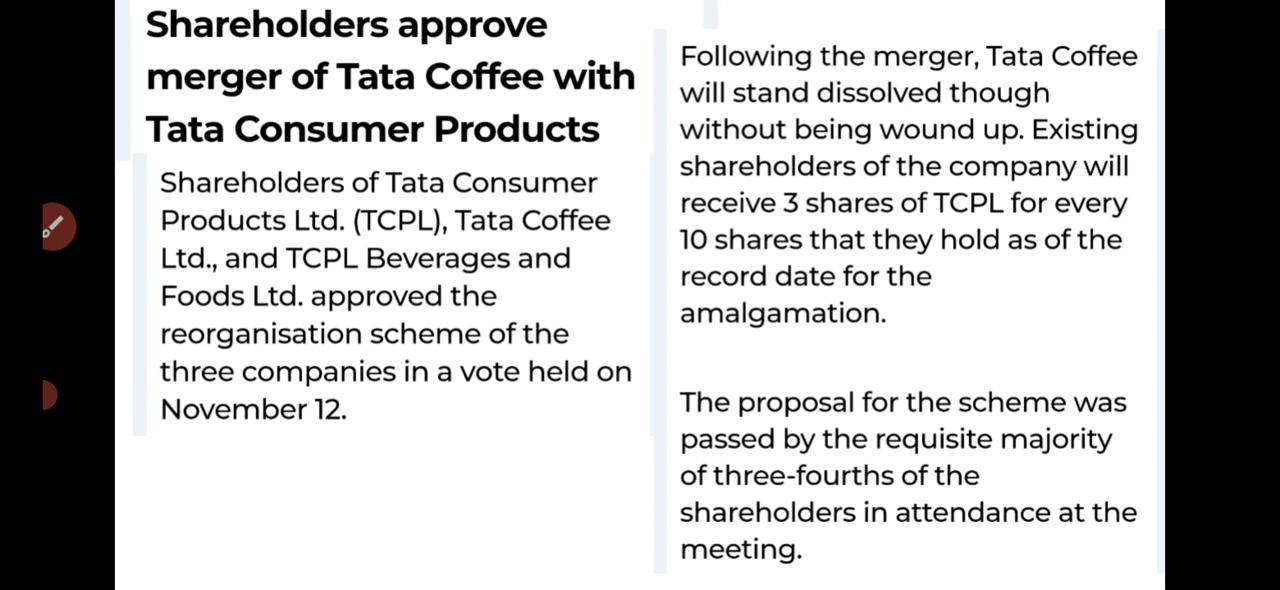 Shareholders approve
merger of Tata Coffee with
Tata Consumer Products
Shareholders of Tata Consumer
Products Ltd. (TCPL), Tata Coffee
Ltd., and TCPL Beverages and
Foods Ltd. approved the
reorganisation scheme of the
three companies in a vote held on
November 12.
Following the merger, Tata Coffee
will stand dissolved though
without being wound up. Existing
shareholders of the company will
receive 3 shares of TCPL for every
10 shares that they hold as of the
record date for the
amalgamation.
The proposal for the scheme was
passed by the requisite majority
of three-fourths of the
shareholders in attendance at the
meeting.